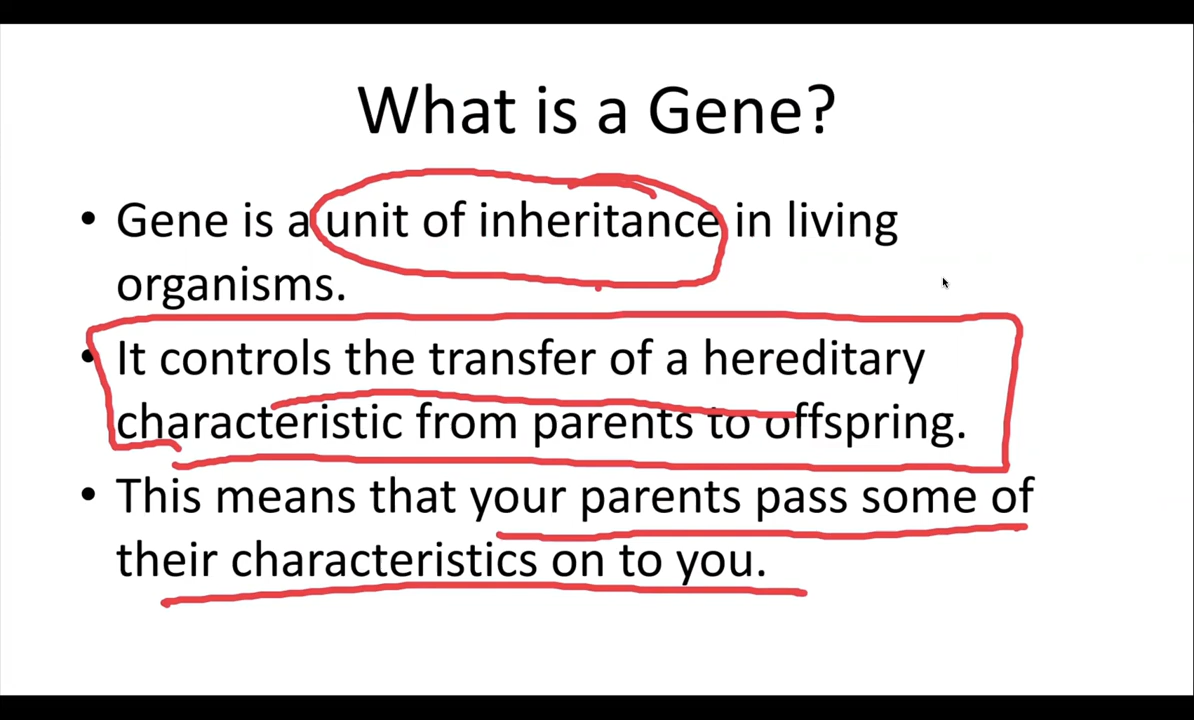 What is a Gene?
• Gene is a unit of inheritance in living
organisms.
• It controls the transfer of a hereditary
characteristic from parents to offspring.
• This means that your parents pass some of
their characteristics on to you.